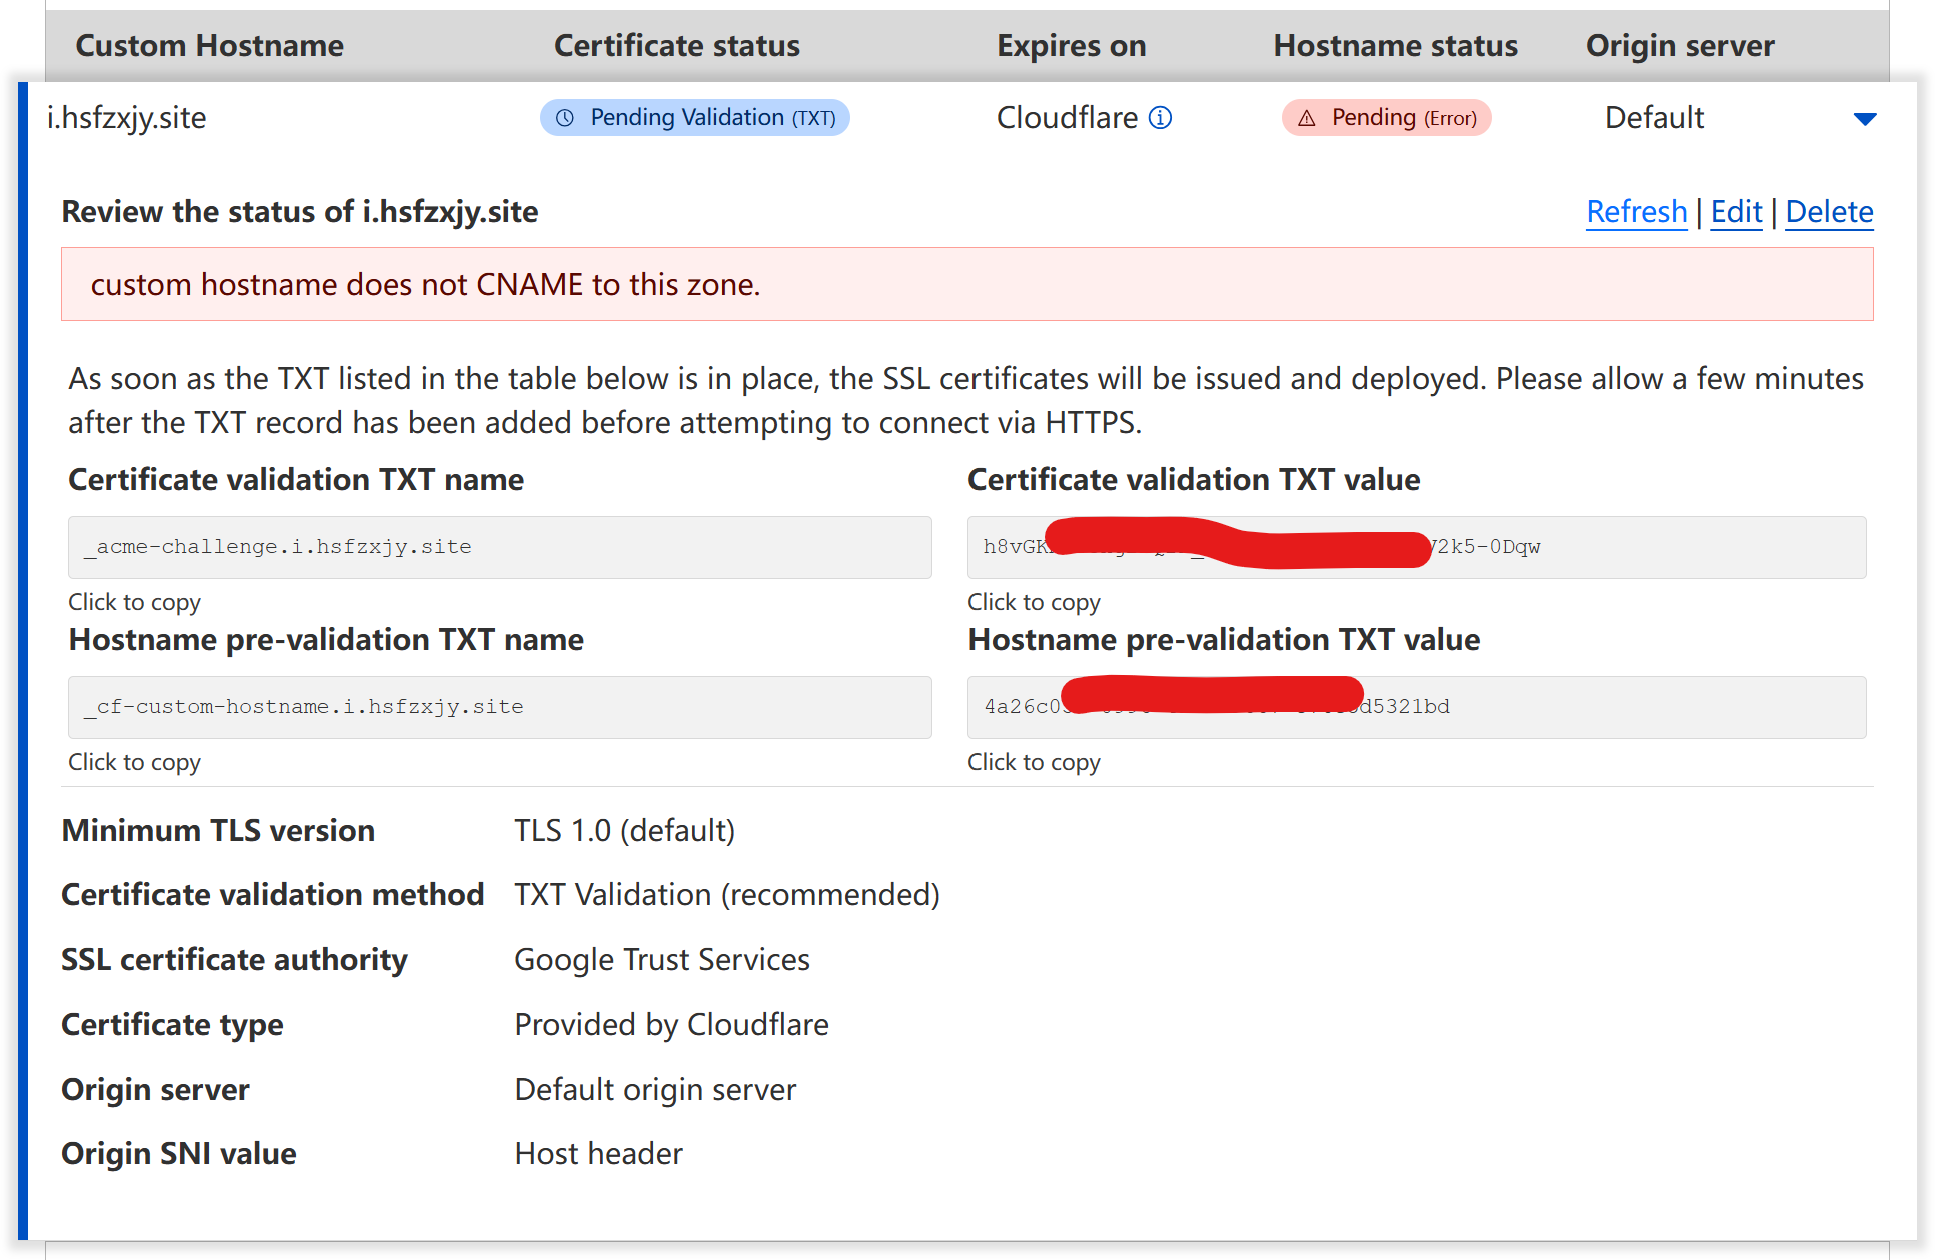 Custom Hostname Certificate status Expires on Hostname status Origin server
i.hsfzxjy.site Pending Validation (TXT) Cloudflare Pending (Error) Default
Review the status of i.hsfzxjy.site Refresh | Edit | Delete
custom hostname does not CNAME to this zone.
As soon as the TXT listed in the table below is in place, the SSL certificates will be issued and deployed. Please allow a few minutes
after the TXT record has been added before attempting to connect via HTTPS.
Certificate validation TXT name Certificate validation TXT value
_acme-challenge.i.hsfzxjy.site
Click to copy Click to copy
Hostname pre-validation TXT name Hostname pre-validation TXT value
_cf-custom-hostname.i.hsfzxjy.site
Click to copy Click to copy
Minimum TLS version TLS 1.0 (default)
Certificate validation method TXT Validation (recommended)
SSL certificate authority Google Trust Services
Certificate type Provided by Cloudflare
Origin server Default origin server
Origin SNI value Host header